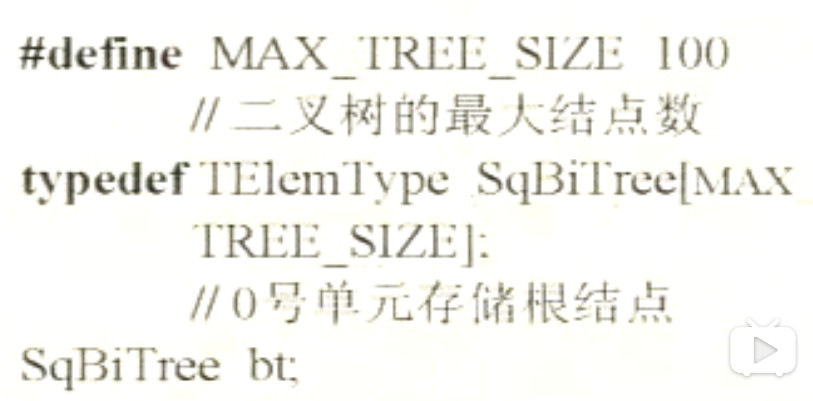 #define MAX_TREE_SIZE 100
// 二叉树的最大结点数
typedef TElemType SqBiTree[MAX_
TREE_SIZE];
// 0号单元存储根结点
SqBiTree bt;